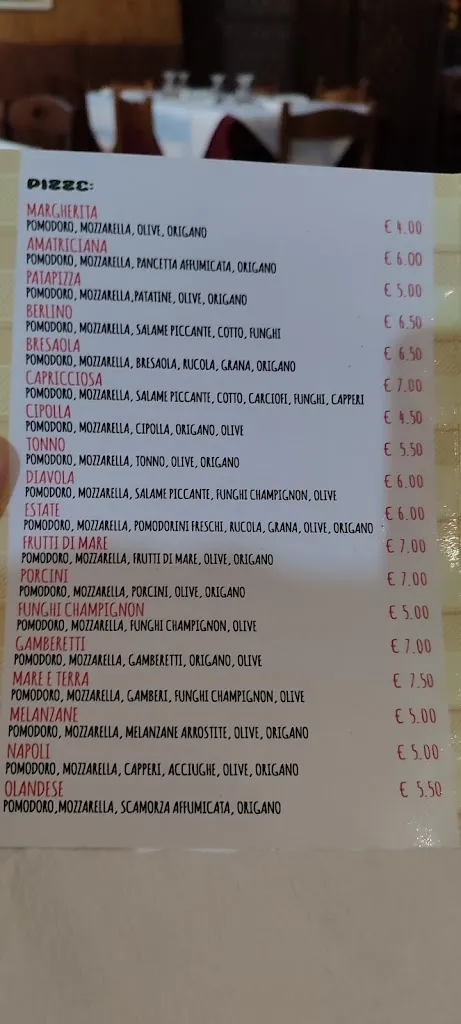 PIZZE:
MARGHERITA
POMODORO, MOZZARELLA, OLIVE, ORIGANO € 4.00
AMATRICIANA
POMODORO, MOZZARELLA, PANCETTA AFFUMICATA, ORIGANO € 6.00
PATAPIZZA
POMODORO, MOZZARELLA,PATATINE, OLIVE, ORIGANO € 5.00
BERLINO
POMODORO, MOZZARELLA, SALAME PICCANTE, COTTO, FUNGHI € 6.50
BRESAOLA
POMODORO, MOZZARELLA, BRESAOLA, RUCOLA, GRANA, ORIGANO € 6.50
CAPRICCIOSA
POMODORO, MOZZARELLA, SALAME PICCANTE, COTTO, CARCIOFI, FUNGHI, CAPPERI € 7.00
CIPOLLA
POMODORO, MOZZARELLA, CIPOLLA, ORIGANO, OLIVE € 4.50
TONNO
POMODORO, MOZZARELLA, TONNO, OLIVE, ORIGANO € 5.50
DIAVOLA
POMODORO, MOZZARELLA, SALAME PICCANTE, FUNGHI CHAMPIGNON, OLIVE € 6.00
ESTATE
POMODORO, MOZZARELLA, POMODORINI FRESCHI, RUCOLA, GRANA, OLIVE, ORIGANO € 6.00
FRUTTI DI MARE
POMODORO, MOZZARELLA, FRUTTI DI MARE, OLIVE, ORIGANO € 7.00
PORCINI
POMODORO, MOZZARELLA, PORCINI, OLIVE, ORIGANO € 7.00
FUNGHI CHAMPIGNON
POMODORO, MOZZARELLA, FUNGHI CHAMPIGNON, OLIVE € 5.00
GAMBERETTI
POMODORO, MOZZARELLA, GAMBERETTI, ORIGANO, OLIVE € 7.00
MARE E TERRA
POMODORO, MOZZARELLA, GAMBERI, FUNGHI CHAMPIGNON, OLIVE € 7.50
MELANZANE
POMODORO, MOZZARELLA, MELANZANE ARROSTITE, OLIVE, ORIGANO € 5.00
NAPOLI
POMODORO, MOZZARELLA, CAPPERI, ACCIUGHE, OLIVE, ORIGANO € 5.00
OLANDESE
POMODORO,MOZZARELLA, SCAMORZA AFFUMICATA, ORIGANO € 5.50